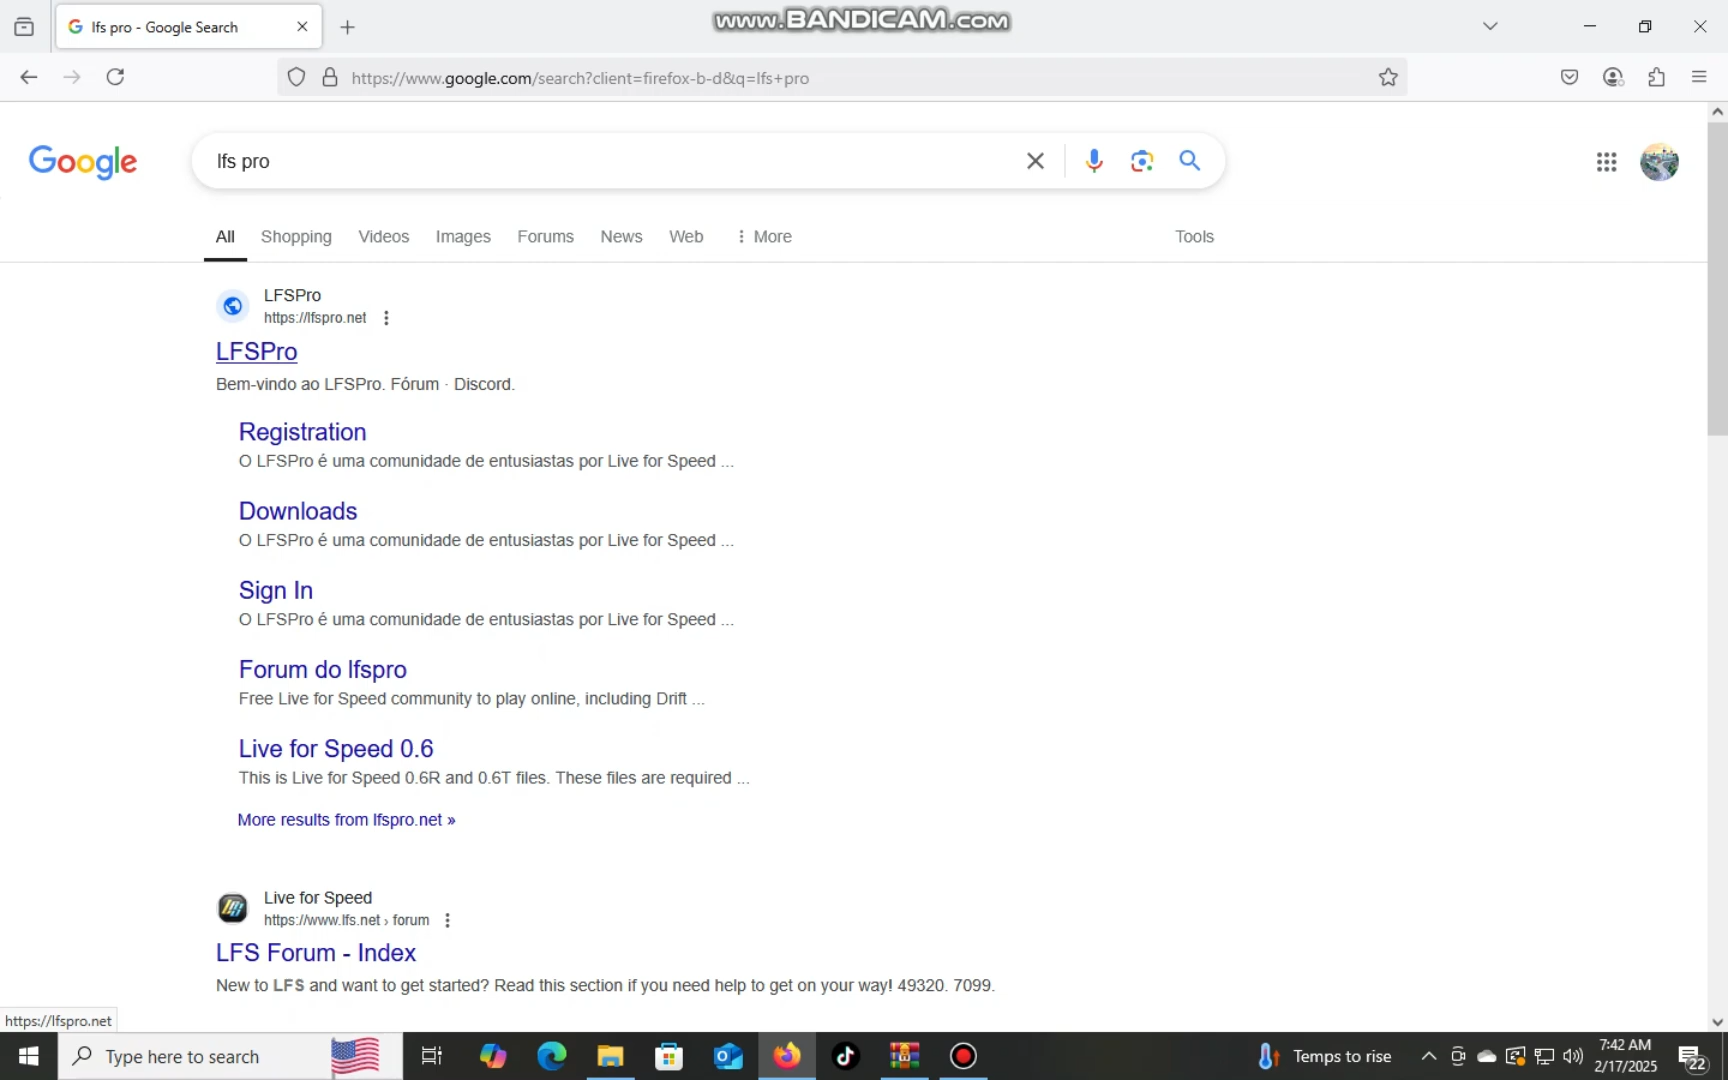 lfs pro - Google Search
www.BANDICAM.com
https://www.google.com/search?client=firefox-b-d&q=lfs+pro
Google
lfs pro
All Shopping Videos Images Forums News Web More Tools
LFSPro
https://lfspro.net
LFSPro
Bem-vindo ao LFSPro. Fórum · Discord.
Registration
O LFSPro é uma comunidade de entusiastas por Live for Speed ...
Downloads
O LFSPro é uma comunidade de entusiastas por Live for Speed ...
Sign In
O LFSPro é uma comunidade de entusiastas por Live for Speed ...
Forum do lfspro
Free Live for Speed community to play online, including Drift ...
Live for Speed 0.6
This is Live for Speed 0.6R and 0.6T files. These files are required ...
More results from lfspro.net »
Live for Speed
https://www.lfs.net › forum
LFS Forum - Index
New to LFS and want to get started? Read this section if you need help to get on your way! 49320. 7099.
https://lfspro.net
Type here to search
Temps to rise
7:42 AM
2/17/2025
22